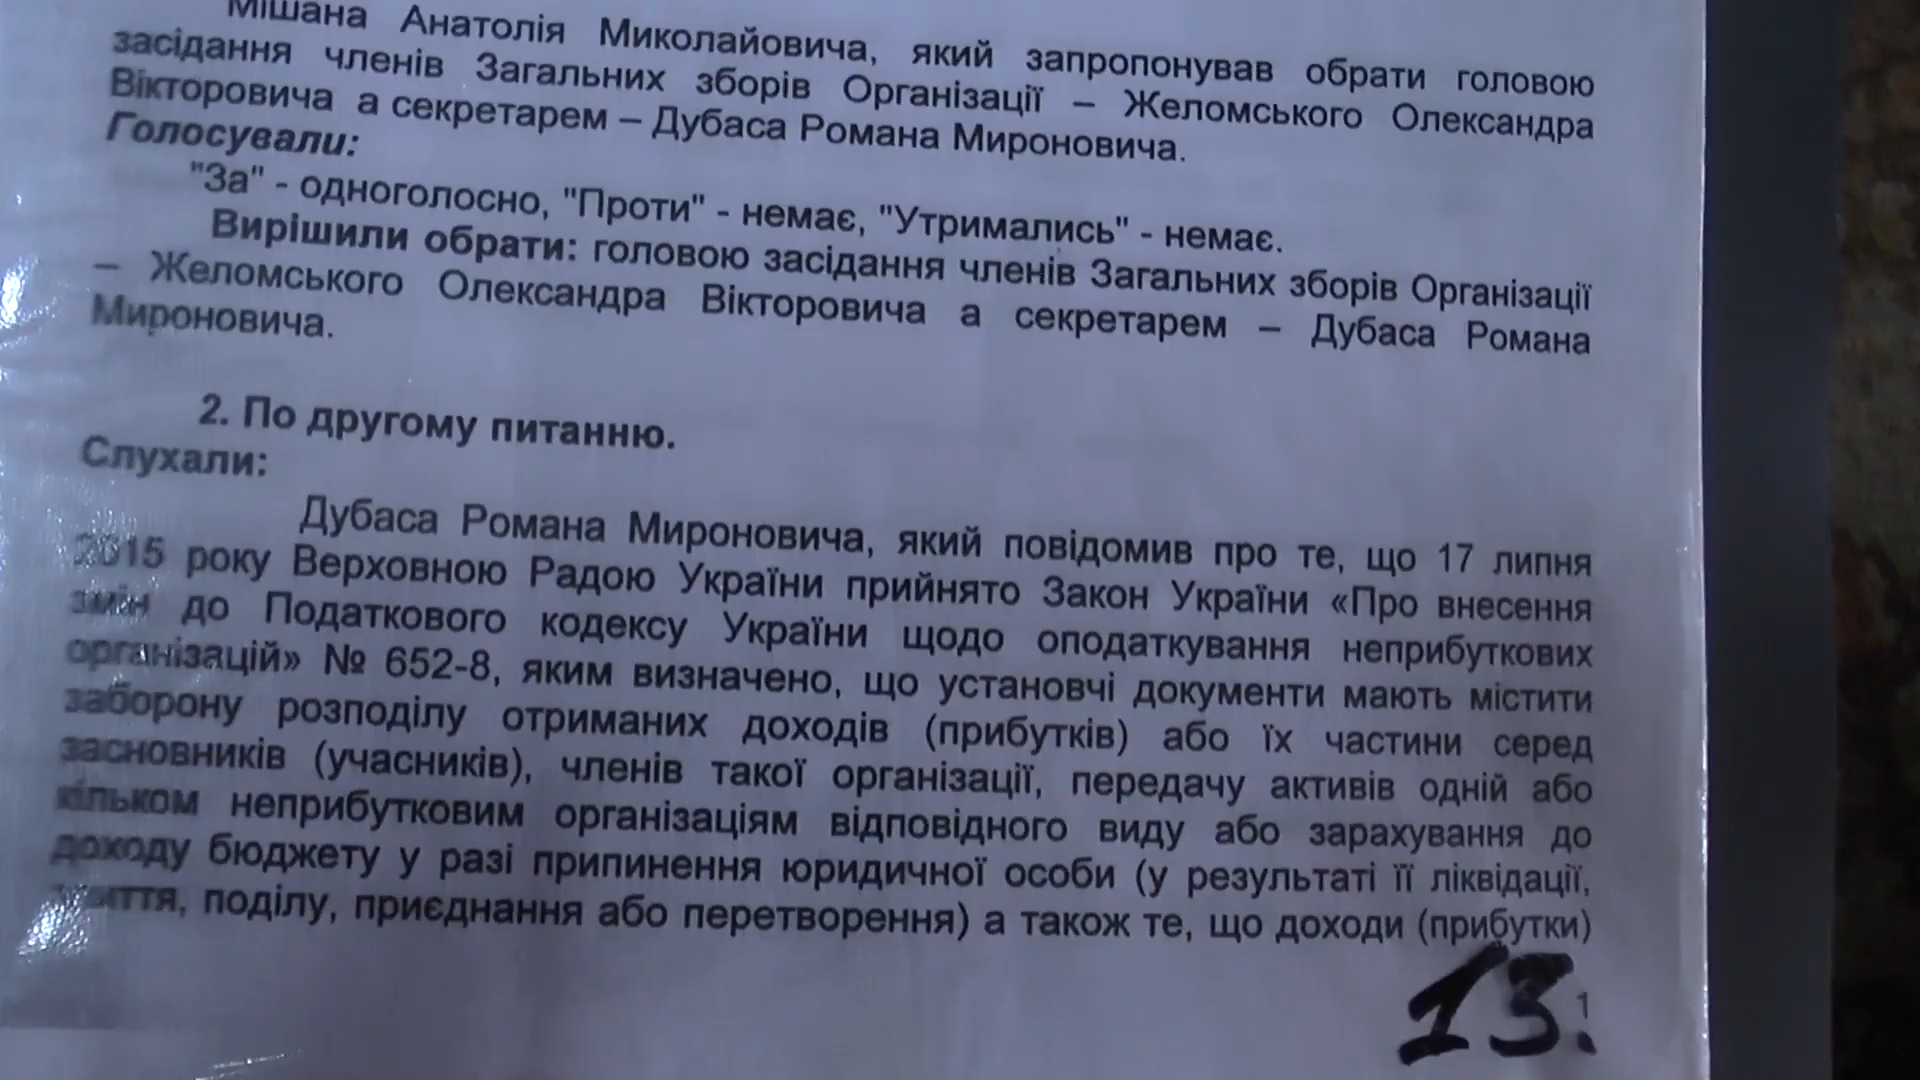 Мішана Анатолія Миколайовича, який запропонував обрати головою
засідання членів Загальних зборів Організації – Желомського Олександра
Вікторовича а секретарем – Дубаса Романа Мироновича.
Голосували:
"За" - одноголосно, "Проти" - немає, "Утримались" - немає.
Вирішили обрати: головою засідання членів Загальних зборів Організації
– Желомського Олександра Вікторовича а секретарем – Дубаса Романа
Мироновича.
2. По другому питанню.
Слухали:
Дубаса Романа Мироновича, який повідомив про те, що 17 липня
2015 року Верховною Радою України прийнято Закон України «Про внесення
змін до Податкового кодексу України щодо оподаткування неприбуткових
організацій» № 652-8, яким визначено, що установчі документи мають містити
заборону розподілу отриманих доходів (прибутків) або їх частини серед
засновників (учасників), членів такої організації, передачу активів одній або
кільком неприбутковим організаціям відповідного виду або зарахування до
доходу бюджету у разі припинення юридичної особи (у результаті її ліквідації,
поділу, приєднання або перетворення) а також те, що доходи (прибутки)
1
13.